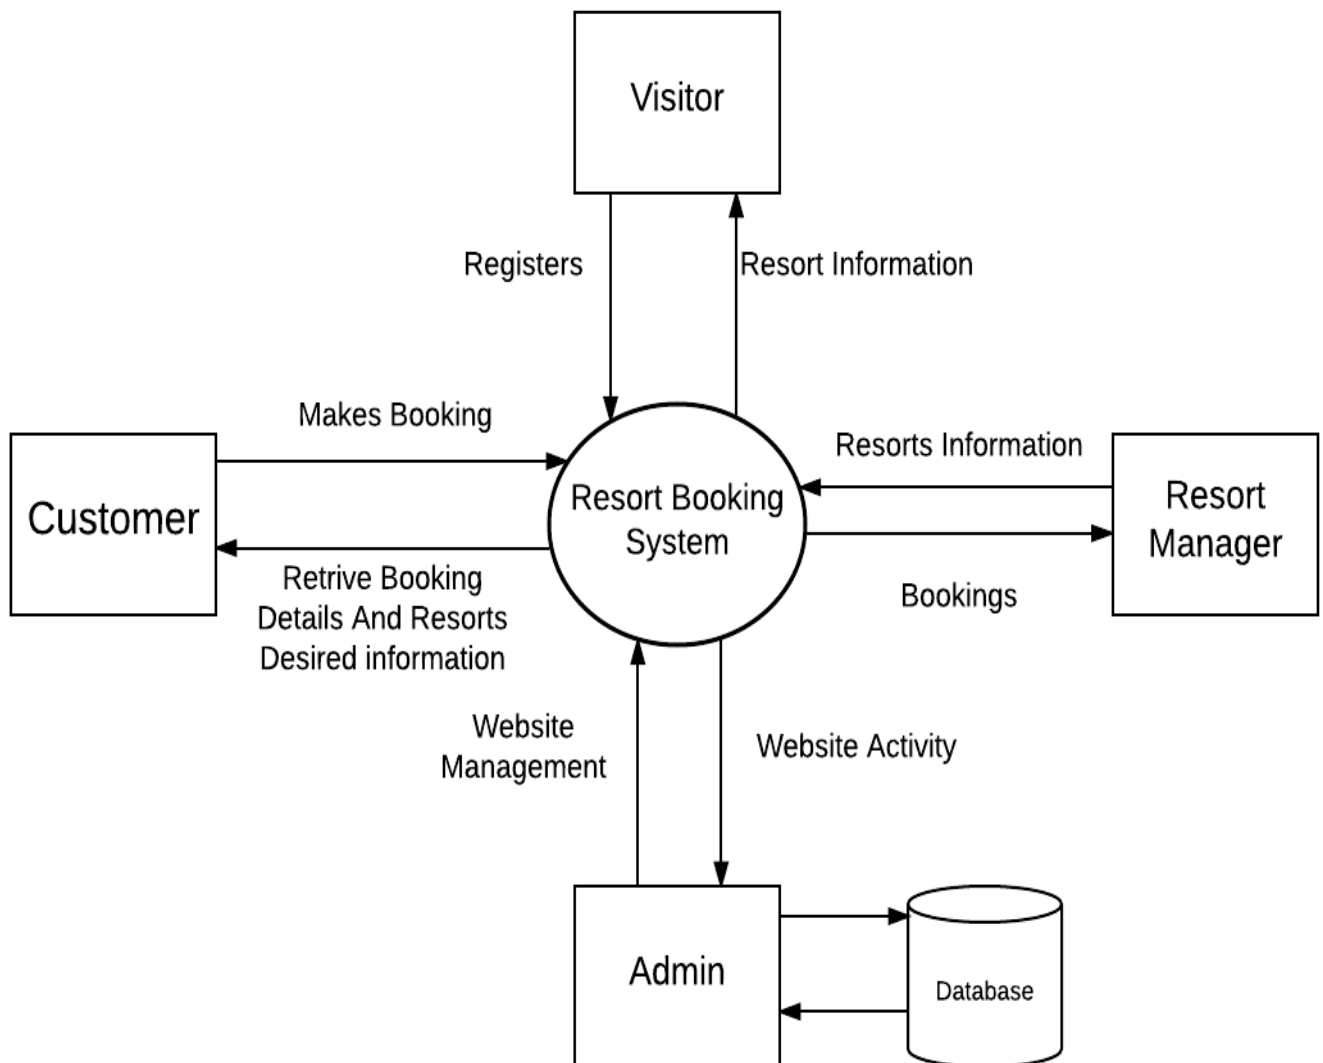 Visitor
Registers
Resort Information
Makes Booking
Resorts Information
Customer
Resort Booking
System
Resort
Manager
Retrive Booking
Details And Resorts
Desired information
Bookings
Website
Management
Website Activity
Admin
Database